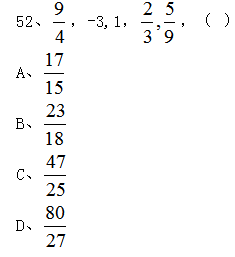 52、9/4，-3,1，2/3,5/9，（ ）
A、17/15
B、23/18
C、47/25
D、80/27